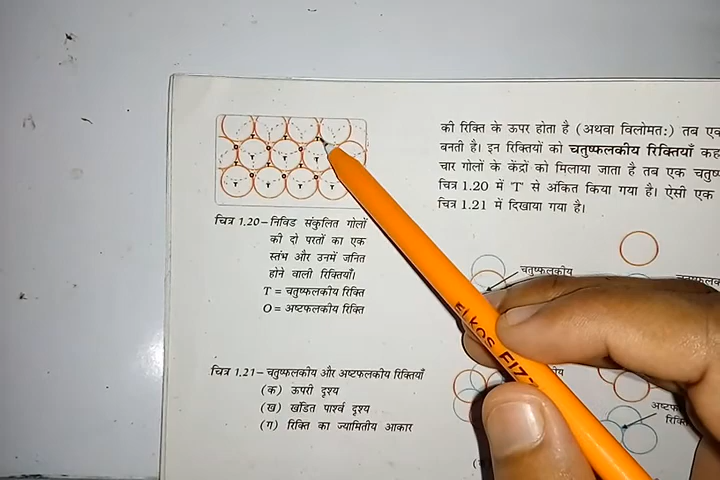 की रिक्ति के ऊपर होता है (अथवा विलोमत:) तब एक
बनती है। इन रिक्तियों को चतुष्फलकीय रिक्तियाँ
चार गोलों के केंद्रों को मिलाया जाता है तब एक
चित्र 1.20 में 'T' से अंकित किया गया है। ऐसी एक
चित्र 1.21 में दिखाया गया है।
चित्र 1.20 – निविड संकुलित गोलों
की दो परतों का एक
स्तंभ और उनमें जनित
होने वाली रिक्तियाँ।
T = चतुष्फलकीय रिक्ति
O = अष्टफलकीय रिक्ति
चतुष्फलकीय
ELKOS FIZZ
चित्र 1.21 – चतुष्फलकीय और अष्टफलकीय रिक्तियाँ
(क) ऊपरी दृश्य
(ख) खंडित पार्श्व दृश्य
(ग) रिक्ति का ज्यामितीय आकार